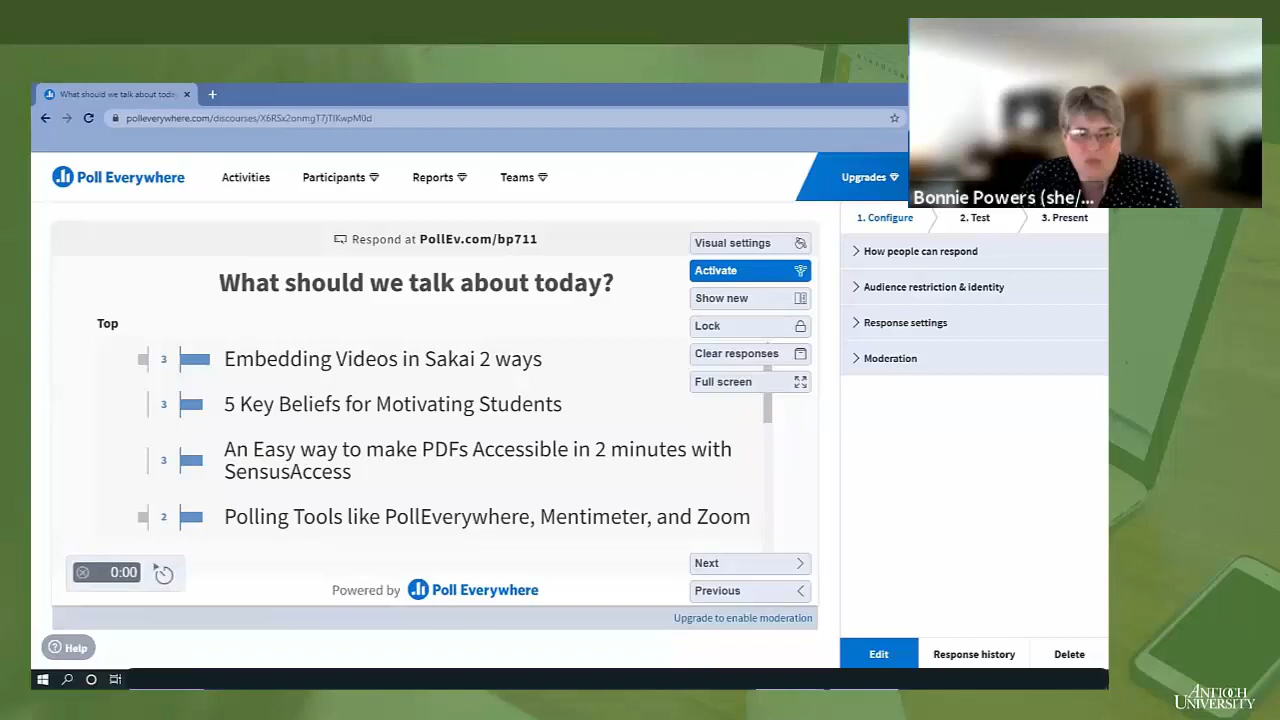 What should we talk about toda
polleverywhere.com/discourses/X6RSx2onmgT7jTIKwpM0d
Poll Everywhere
Activities
Participants
Reports
Teams
Upgrades
Bonnie Powers (she/...
Respond at PollEv.com/bp711
What should we talk about today?
Top
3 Embedding Videos in Sakai 2 ways
3 5 Key Beliefs for Motivating Students
3 An Easy way to make PDFs Accessible in 2 minutes with
SensusAccess
2 Polling Tools like PollEverywhere, Mentimeter, and Zoom
0:00
Powered by Poll Everywhere
Visual settings
Activate
Show new
Lock
Clear responses
Full screen
Next
Previous
Upgrade to enable moderation
Help
1. Configure
2. Test
3. Present
How people can respond
Audience restriction & identity
Response settings
Moderation
Edit
Response history
Delete
ANTIOCH
UNIVERSITY